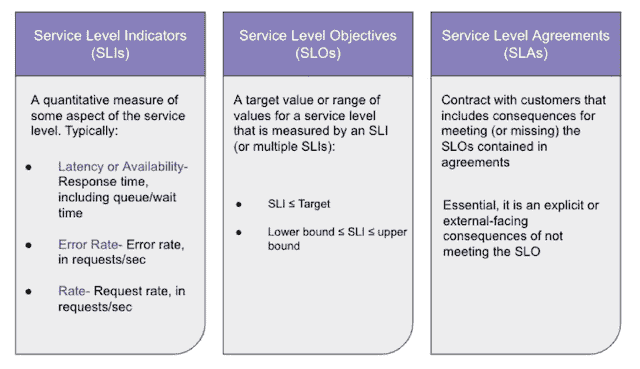 Service Level Indicators
(SLIs)
A quantitative measure of
some aspect of the service
level. Typically:
● Latency or Availability-
Response time,
including queue/wait
time
● Error Rate- Error rate,
in requests/sec
● Rate- Request rate, in
requests/sec
Service Level Objectives
(SLOs)
A target value or range of
values for a service level
that is measured by an SLI
(or multiple SLIs):
● SLI ≤ Target
● Lower bound ≤ SLI ≤ upper
bound
Service Level Agreements
(SLAs)
Contract with customers that
includes consequences for
meeting (or missing) the
SLOs contained in
agreements
Essential, it is an explicit or
external-facing
consequences of not
meeting the SLO